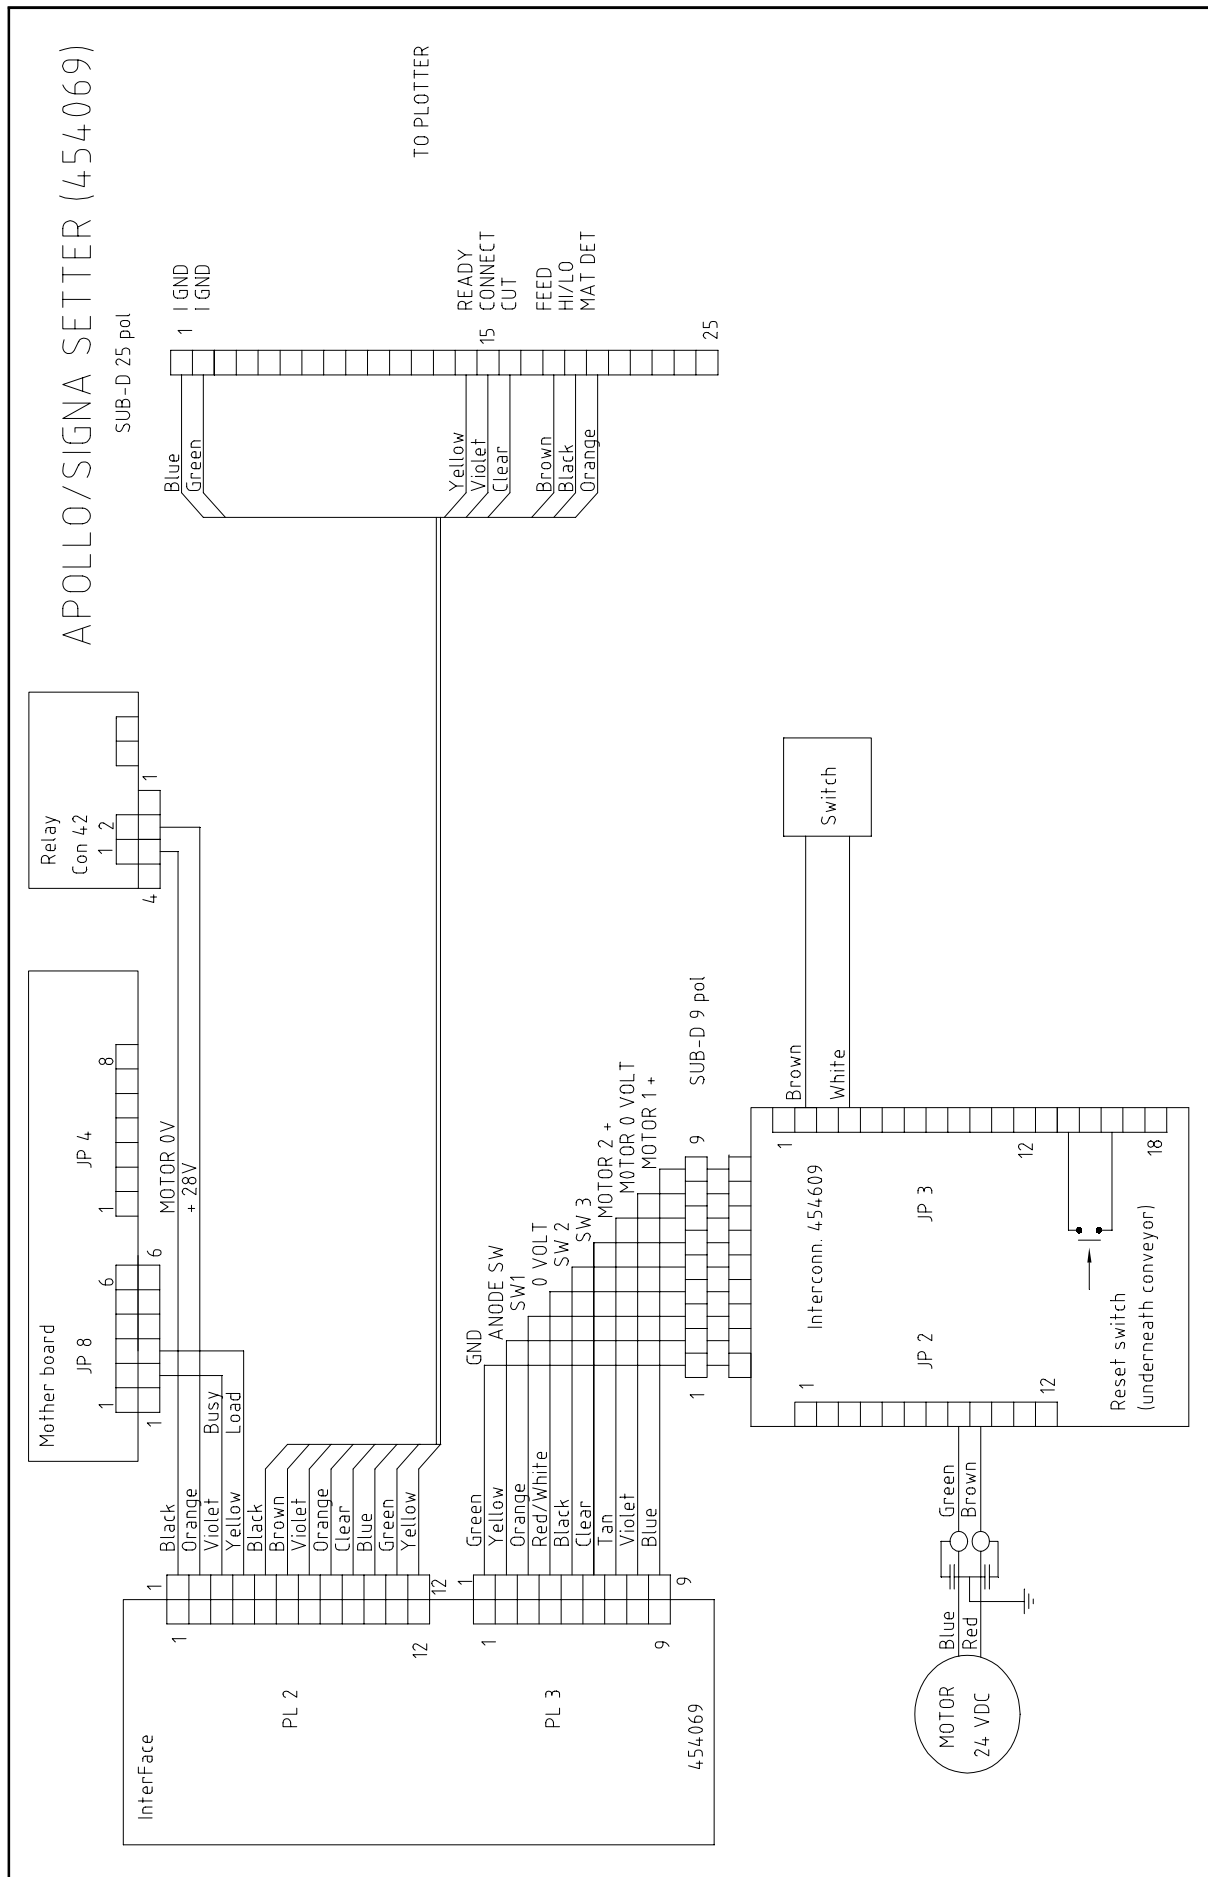 APOLLO/SIGNA SETTER (454069)
SUB-D 25 pol
TO PLOTTER
1
I GND
I GND
READY
15
CONNECT
CUT
FEED
HI/LO
MAT DET
25
Blue
Green
Yellow
Violet
Clear
Brown
Black
Orange
Relay
Con 42
1 2
4 1
Mother board
JP 8
1 6
1 6
JP 4
1 8
MOTOR 0V
+ 28V
Busy
Load
Black
Orange
Violet
Yellow
Black
Brown
Violet
Orange
Clear
Blue
Green
Yellow
1 12
1 12
InterFace
PL 2
PL 3
454069
Green
Yellow
Orange
Red/White
Black
Clear
Tan
Violet
Blue
1 9
1 9
GND
ANODE SW
SW1
0 VOLT
SW 2
SW 3
MOTOR 2 +
MOTOR 0 VOLT
MOTOR 1 +
1 9
SUB-D 9 pol
Switch
Brown
White
Interconn. 454609
JP 2
1 12
JP 3
1 12 18
Reset switch
(underneath conveyor)
Green
Brown
Blue
Red
MOTOR
24 VDC